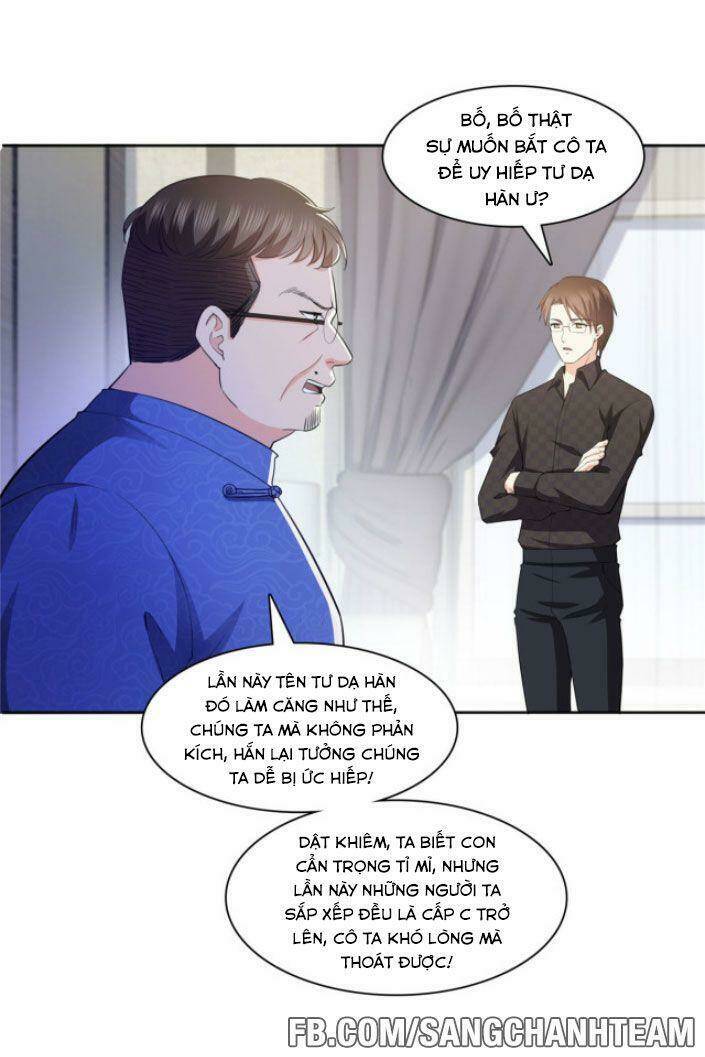 BỐ, BỐ THẬT
SỰ MUỐN BẮT CÔ TA
ĐỂ UY HIẾP TƯ DẠ
HÀN Ư?
LẦN NÀY TÊN TƯ DẠ HÀN
ĐÓ LÀM CĂNG NHƯ THẾ,
CHÚNG TA MÀ KHÔNG PHẢN
KÍCH, HẮN LẠI TƯỞNG CHÚNG
TA DỄ BỊ ỨC HIẾP!
DẬT KHIÊM, TA BIẾT CON
CẨN TRỌNG TỈ MỈ, NHƯNG
LẦN NÀY NHỮNG NGƯỜI TA
SẮP XẾP ĐỀU LÀ CẤP C TRỞ
LÊN, CÔ TA KHÓ LÒNG MÀ
THOÁT ĐƯỢC!
FB.COM/SANGCHANHTEAM